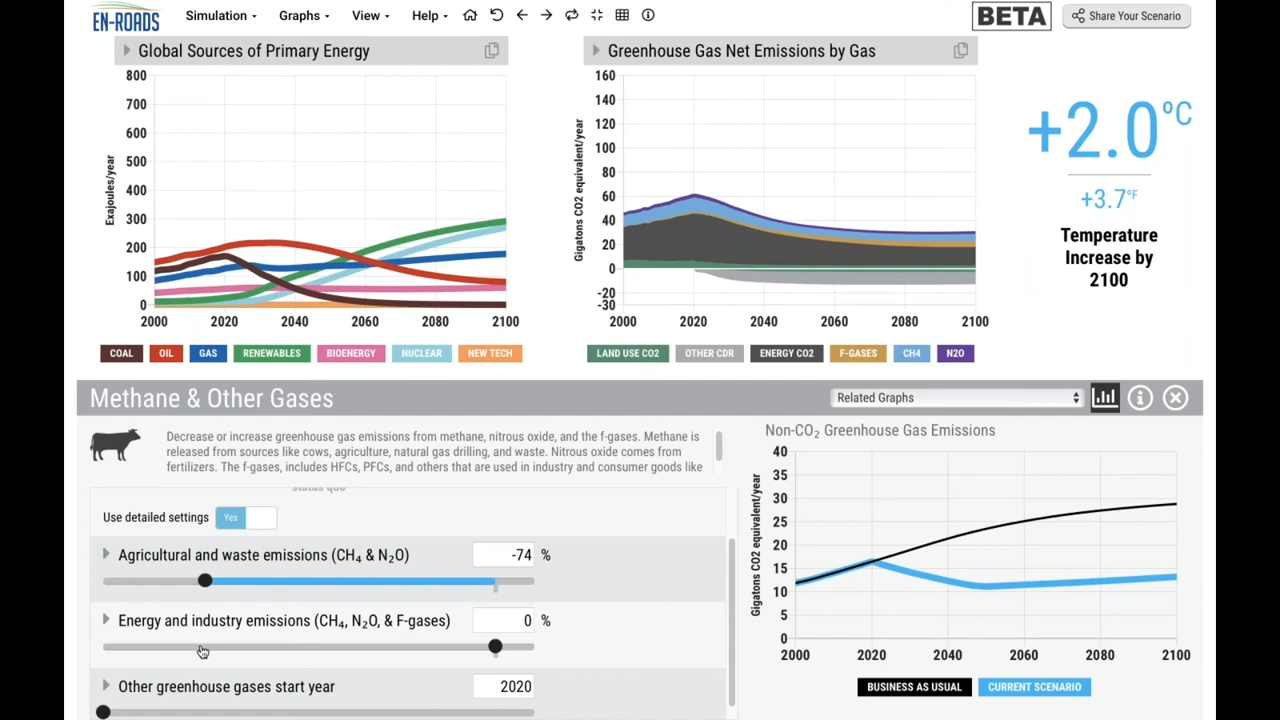 EN-ROADS
Simulation
Graphs
View
Help
BETA
Share Your Scenario
Global Sources of Primary Energy
800
700
600
500
400
300
200
100
0
Exajoules/year
2000 2020 2040 2060 2080 2100
COAL OIL GAS RENEWABLES BIOENERGY NUCLEAR NEW TECH
Greenhouse Gas Net Emissions by Gas
160
140
120
100
80
60
40
20
0
-20
-30
Gigatons CO2 equivalent/year
2000 2020 2040 2060 2080 2100
LAND USE CO2 OTHER CDR ENERGY CO2 F-GASES CH4 N2O
+2.0°C
+3.7°F
Temperature
Increase by
2100
Methane & Other Gases
Related Graphs
Decrease or increase greenhouse gas emissions from methane, nitrous oxide, and the f-gases. Methane is
released from sources like cows, agriculture, natural gas drilling, and waste. Nitrous oxide comes from
fertilizers. The f-gases, includes HFCs, PFCs, and others that are used in industry and consumer goods like
status quo
Use detailed settings Yes
Agricultural and waste emissions (CH₄ & N₂O) -74 %
Energy and industry emissions (CH₄, N₂O, & F-gases) 0 %
Other greenhouse gases start year 2020
Non-CO₂ Greenhouse Gas Emissions
40
35
30
25
20
15
10
5
0
Gigatons CO2 equivalent/year
2000 2020 2040 2060 2080 2100
BUSINESS AS USUAL CURRENT SCENARIO